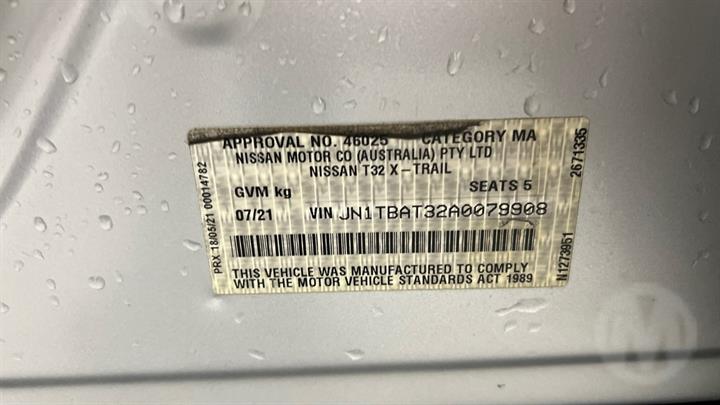 APPROVAL NO. 46025 CATEGORY MA
NISSAN MOTOR CO (AUSTRALIA) PTY LTD
NISSAN T32 X-TRAIL
GVM kg SEATS 5
07/21 VIN JN1TBAT32A0079908
THIS VEHICLE WAS MANUFACTURED TO COMPLY
WITH THE MOTOR VEHICLE STANDARDS ACT 1989
PRX 18/05/21 00014782
N1273951 2671335
M